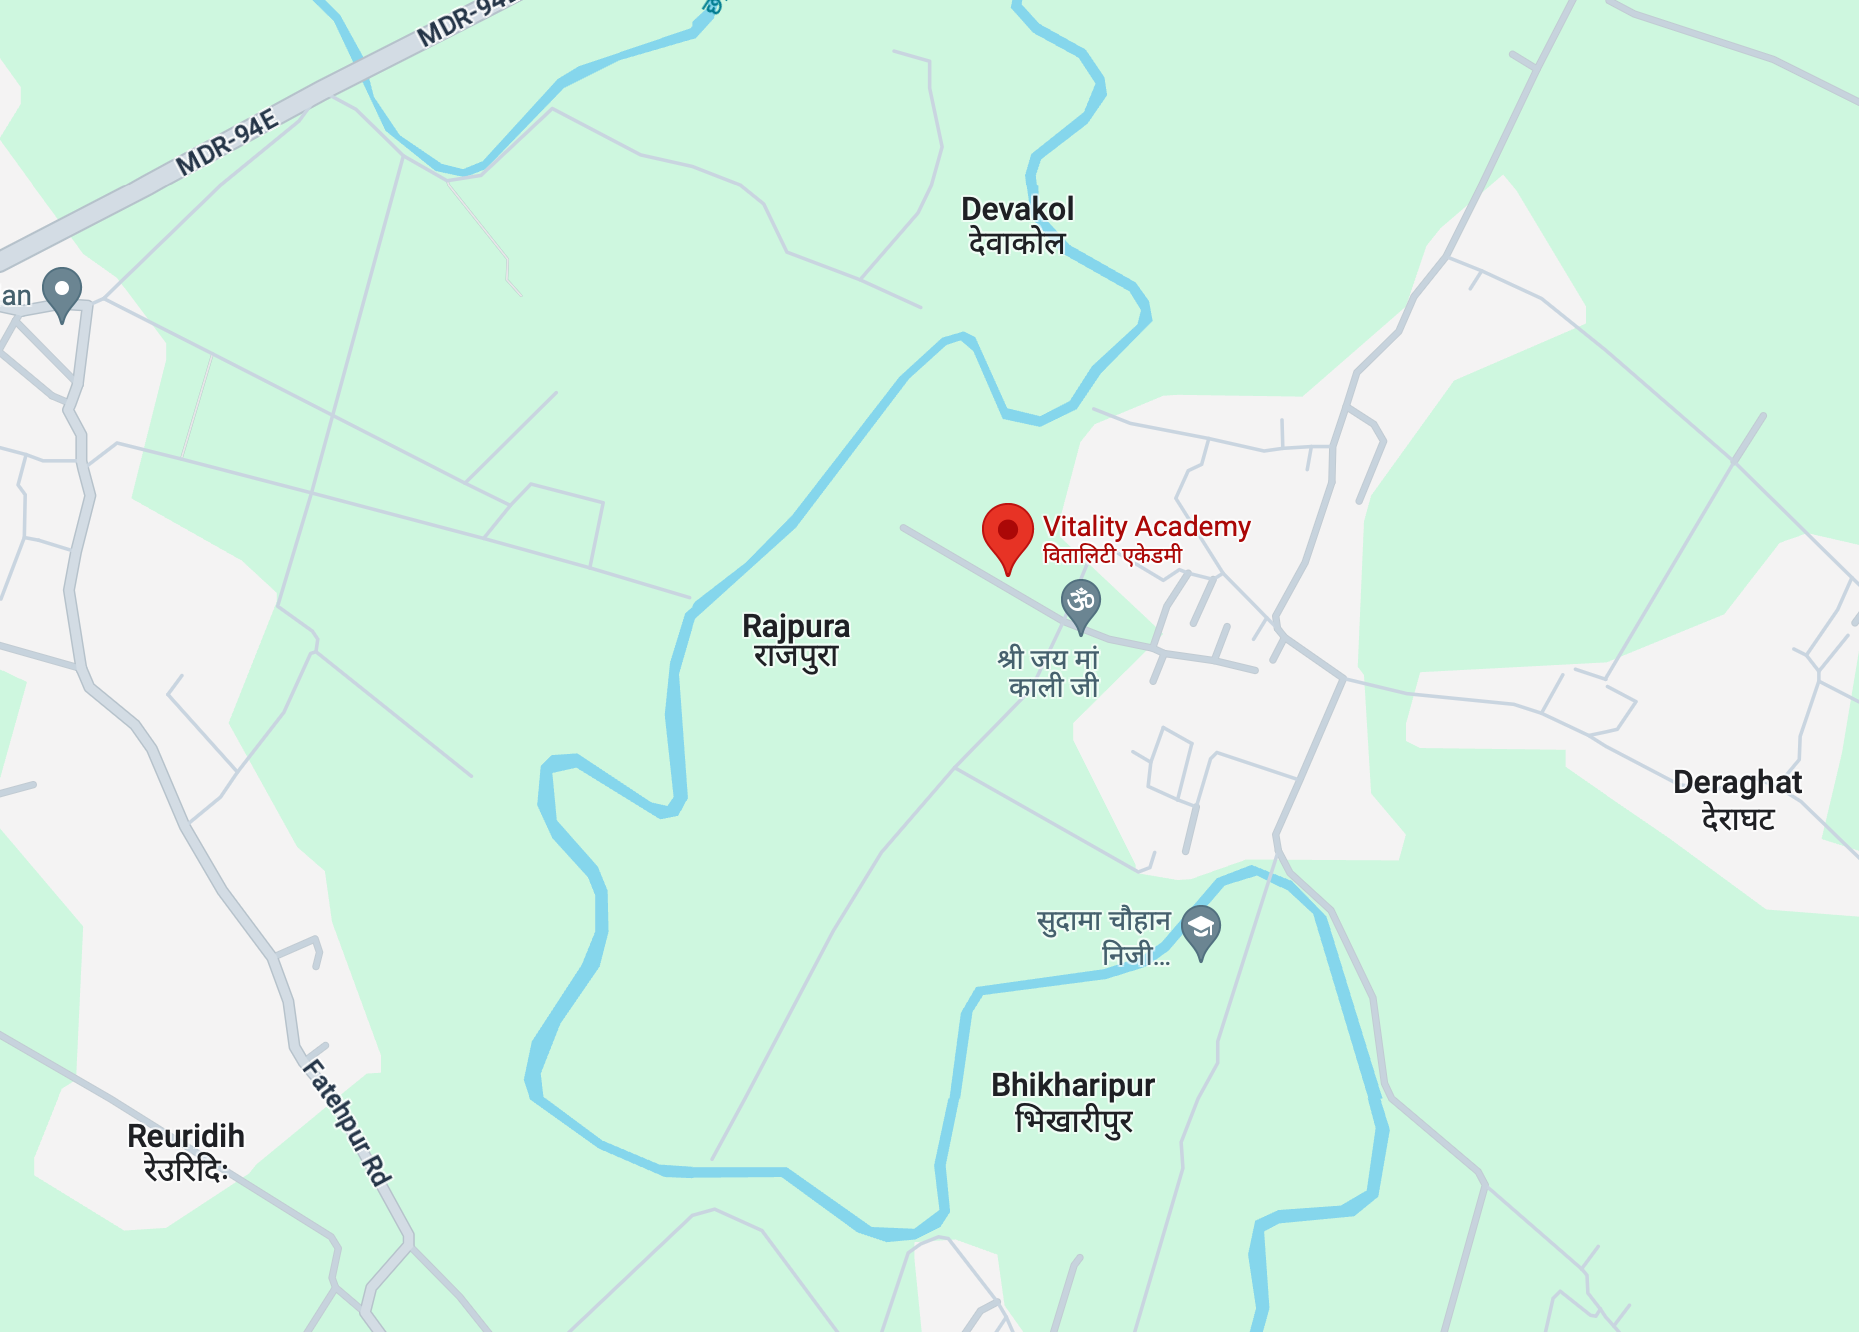 MDR-94E
MDR-94E
Devakol
देवाकोल
an
Vitality Academy
वितालिटी एकेडमी
Rajpura
राजपुरा
श्री जय मां
काली जी
Deraghat
देराघट
सुदामा चौहान
निजी...
Bhikharipur
भिखारीपुर
Fatehpur Rd
Reuridih
रेउरिदि: